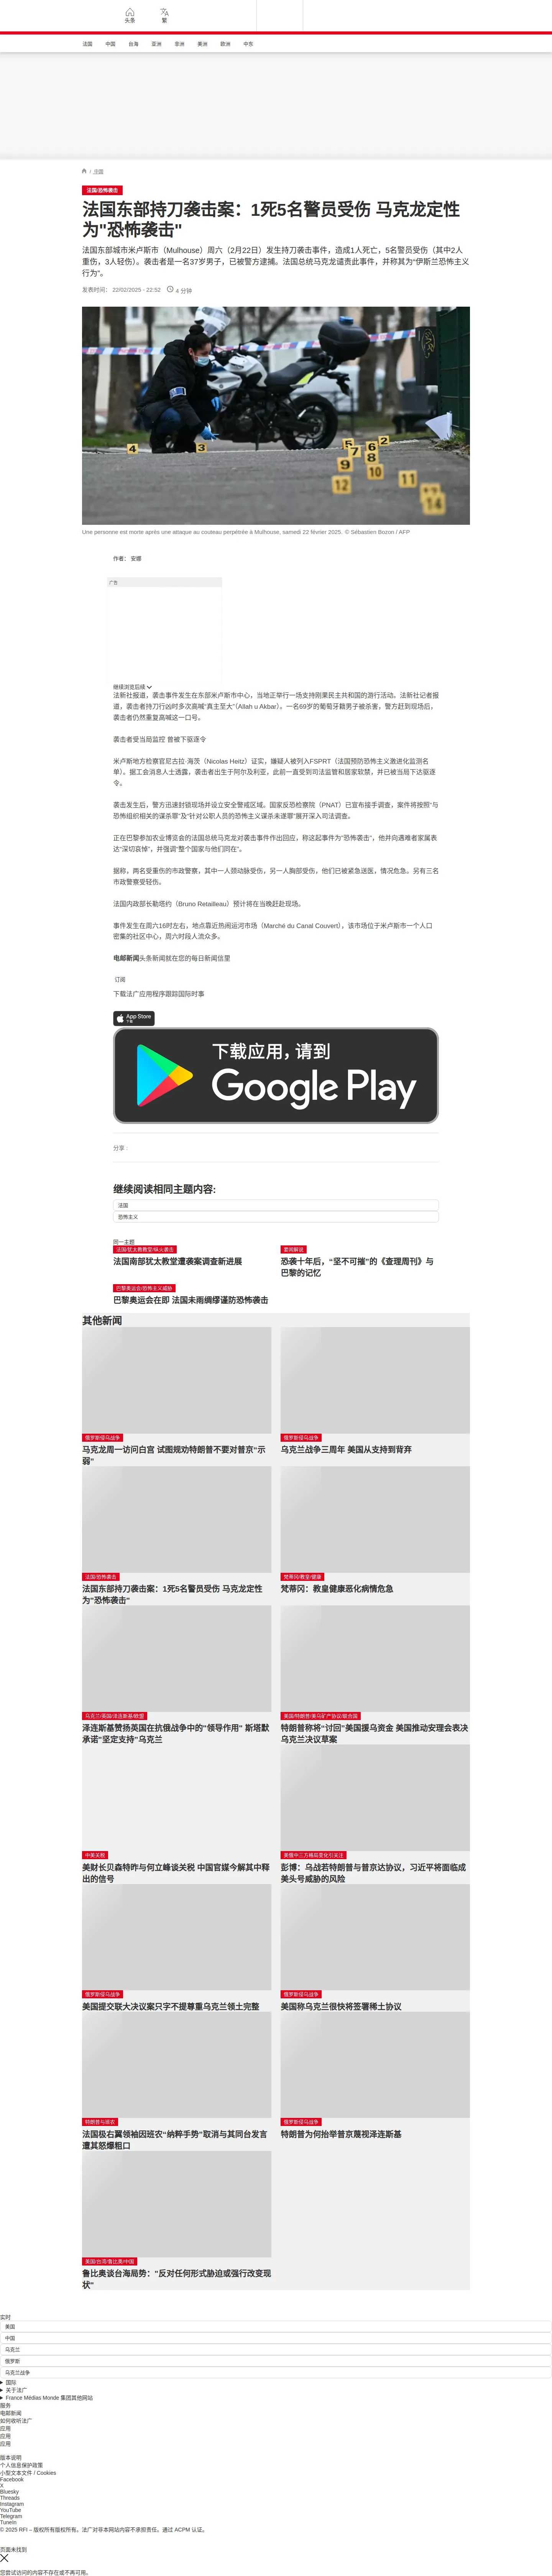 头条
繁
法国
中国
台海
亚洲
非洲
美洲
欧洲
中东
/ 法国
法国/恐怖袭击
法国东部持刀袭击案：1死5名警员受伤 马克龙定性
为"恐怖袭击"
法国东部城市米卢斯市（Mulhouse）周六（2月22日）发生持刀袭击事件，造成1人死亡，5名警员受伤（其中2人
重伤，3人轻伤）。袭击者是一名37岁男子，已被警方逮捕。法国总统马克龙谴责此事件，并称其为“伊斯兰恐怖主义
行为”。
发表时间： 22/02/2025 - 22:52 4 分钟
4
3
5
2
7
6
9
8
10
11
12
14
Une personne est morte après une attaque au couteau perpétrée à Mulhouse, samedi 22 février 2025. © Sébastien Bozon / AFP
作者： 安娜
广告
继续浏览后续
法新社报道，袭击事件发生在东部米卢斯市中心，当地正举行一场支持刚果民主共和国的游行活动。法新社记者报
道，袭击者持刀行凶时多次高喊“真主至大”（Allah u Akbar）。一名69岁的葡萄牙籍男子被杀害，警方赶到现场后，
袭击者仍然重复高喊这一口号。
袭击者受当局监控 曾被下驱逐令
米卢斯地方检察官尼古拉·海茨（Nicolas Heitz）证实，嫌疑人被列入FSPRT（法国预防恐怖主义激进化监测名
单）。据工会消息人士透露，袭击者出生于阿尔及利亚，此前一直受到司法监管和居家软禁，并已被当局下达驱逐
令。
袭击发生后，警方迅速封锁现场并设立安全警戒区域。国家反恐检察院（PNAT）已宣布接手调查，案件将按照“与
恐怖组织相关的谋杀罪”及“针对公职人员的恐怖主义谋杀未遂罪”展开深入司法调查。
正在巴黎参加农业博览会的法国总统马克龙对袭击事件作出回应，称这起事件为“恐怖袭击”，他并向遇难者家属表
达“深切哀悼”，并强调“整个国家与他们同在”。
据称，两名受重伤的市政警察，其中一人颈动脉受伤，另一人胸部受伤，他们已被紧急送医，情况危急。另有三名
市政警察受轻伤。
法国内政部长勒塔约（Bruno Retailleau）预计将在当晚赶赴现场。
事件发生在周六16时左右，地点靠近热闹运河市场（Marché du Canal Couvert），该市场位于米卢斯市一个人口
密集的社区中心，周六时段人流众多。
电邮新闻头条新闻就在您的每日新闻信里
订阅
下载法广应用程序跟踪国际时事
App Store
下载
下载应用，请到
Google Play
分享 :
继续阅读相同主题内容:
法国
恐怖主义
同一主题
法国/犹太教教堂/纵火袭击
法国南部犹太教堂遭袭案调查新进展
要闻解说
恐袭十年后，“坚不可摧”的《查理周刊》与
巴黎的记忆
巴黎奥运会/恐怖主义威胁
巴黎奥运会在即 法国未雨绸缪谨防恐怖袭击
其他新闻
俄罗斯侵乌战争
马克龙周一访问白宫 试图规劝特朗普不要对普京“示
弱”
俄罗斯侵乌战争
乌克兰战争三周年 美国从支持到背弃
法国/恐怖袭击
法国东部持刀袭击案：1死5名警员受伤 马克龙定性
为"恐怖袭击"
梵蒂冈/教皇/健康
梵蒂冈：教皇健康恶化病情危急
乌克兰/英国/泽连斯基/欧盟
泽连斯基赞扬英国在抗俄战争中的"领导作用" 斯塔默
承诺"坚定支持"乌克兰
美国/特朗普/美乌矿产协议/联合国
特朗普称将“讨回”美国援乌资金 美国推动安理会表决
乌克兰决议草案
中美关税
美财长贝森特昨与何立峰谈关税 中国官媒今解其中释
出的信号
美俄中三方格局变化引关注
彭博：乌战若特朗普与普京达协议，习近平将面临成
美头号威胁的风险
俄罗斯侵乌战争
美国提交联大决议案只字不提尊重乌克兰领土完整
俄罗斯侵乌战争
美国称乌克兰很快将签署稀土协议
特朗普与班农
法国极右翼领袖因班农“纳粹手势”取消与其同台发言
遭其怒爆粗口
俄罗斯侵乌战争
特朗普为何抬举普京蔑视泽连斯基
美国/台湾/鲁比奥/中国
鲁比奥谈台海局势："反对任何形式胁迫或强行改变现
状"
实时
美国
中国
乌克兰
俄罗斯
乌克兰战争
国际
关于法广
France Médias Monde 集团其他网站
服务
电邮新闻
如何收听法广
应用
应用
应用
版本说明
个人信息保护政策
小型文本文件 / Cookies
Facebook
X
Bluesky
Threads
Instagram
YouTube
Telegram
TuneIn
© 2025 RFI – 版权所有版权所有。法广对非本网站内容不承担责任。通过 ACPM 认证。
页面未找到
您尝试访问的内容不存在或不再可用。